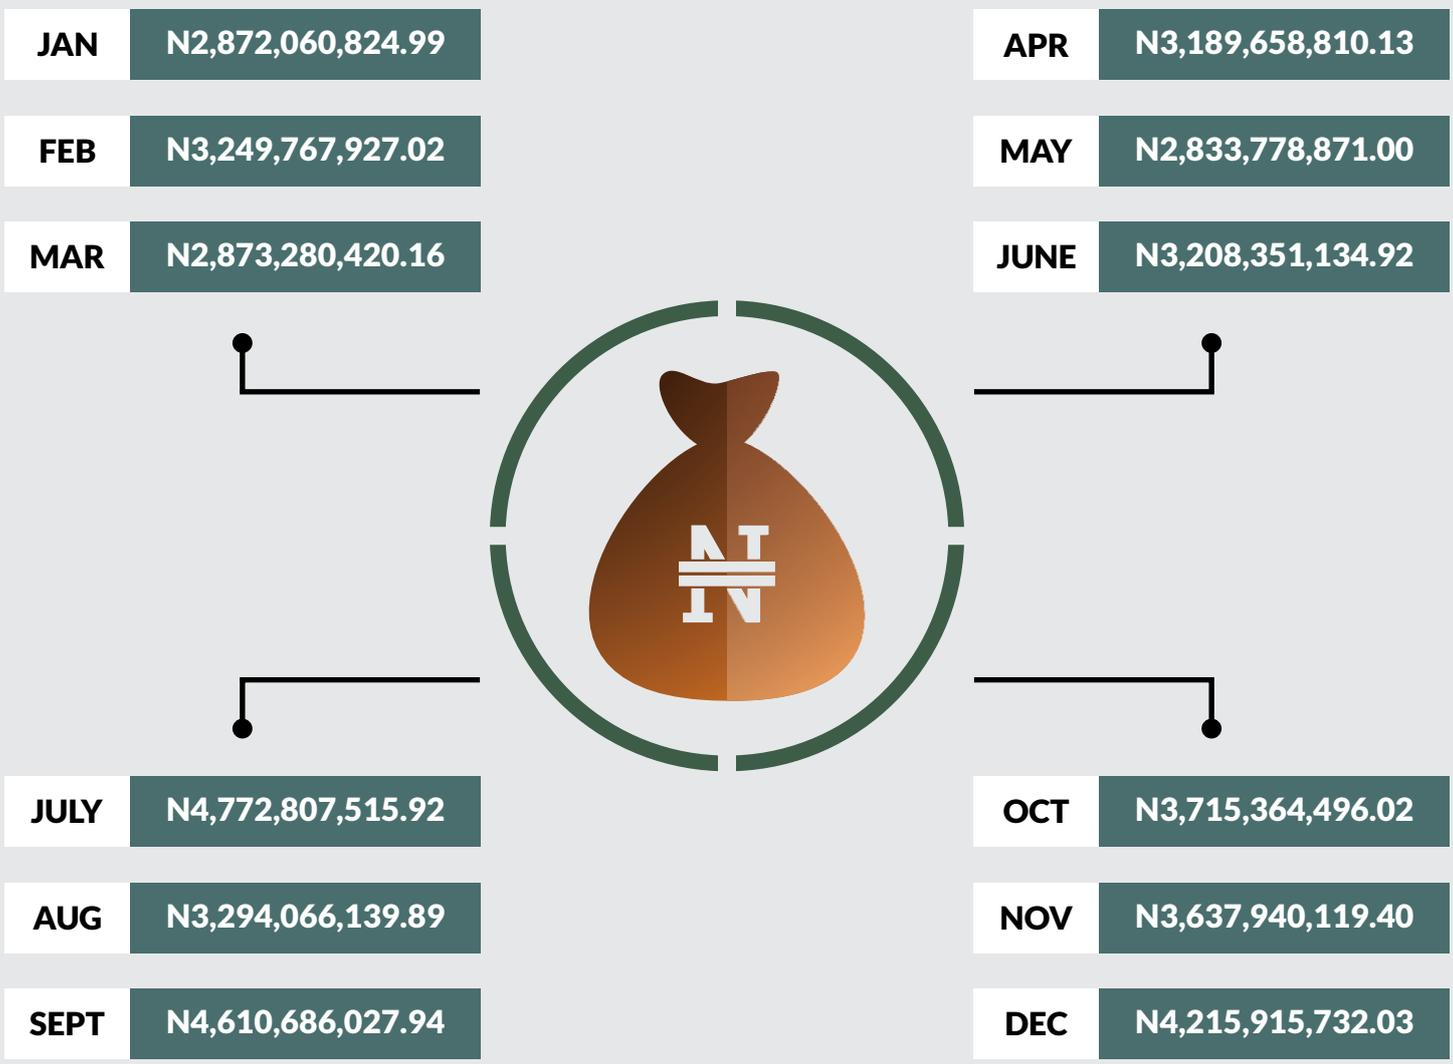 JAN N2,872,060,824.99
FEB N3,249,767,927.02
MAR N2,873,280,420.16
APR N3,189,658,810.13
MAY N2,833,778,871.00
JUNE N3,208,351,134.92
₦
JULY N4,772,807,515.92
AUG N3,294,066,139.89
SEPT N4,610,686,027.94
OCT N3,715,364,496.02
NOV N3,637,940,119.40
DEC N4,215,915,732.03